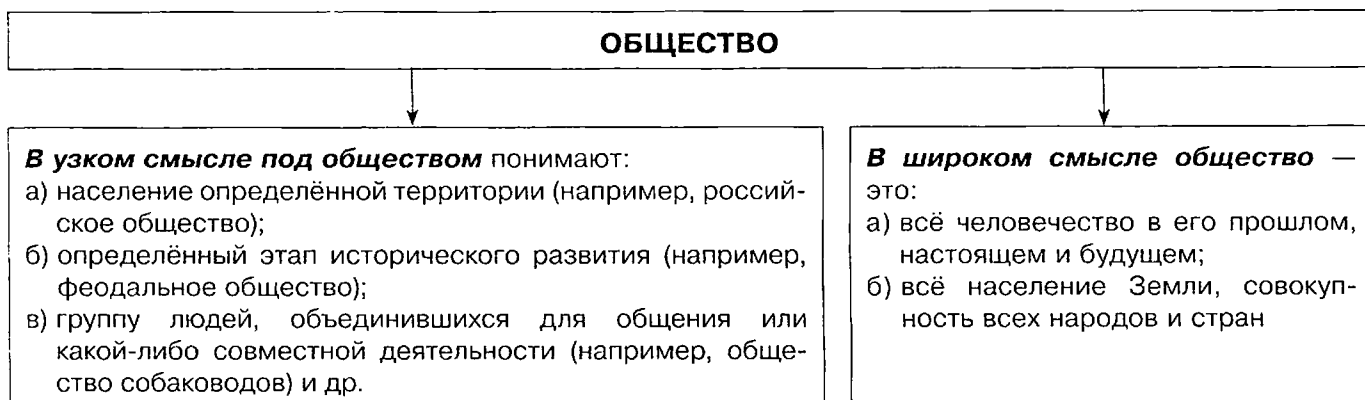 ОБЩЕСТВО
В узком смысле под обществом понимают:
а) население определённой территории (например, россий-
ское общество);
б) определённый этап исторического развития (например,
феодальное общество);
в) группу людей, объединившихся для общения или
какой-либо совместной деятельности (например, обще-
ство собаководов) и др.
В широком смысле общество —
это:
а) всё человечество в его прошлом,
настоящем и будущем;
б) всё население Земли, совокуп-
ность всех народов и стран